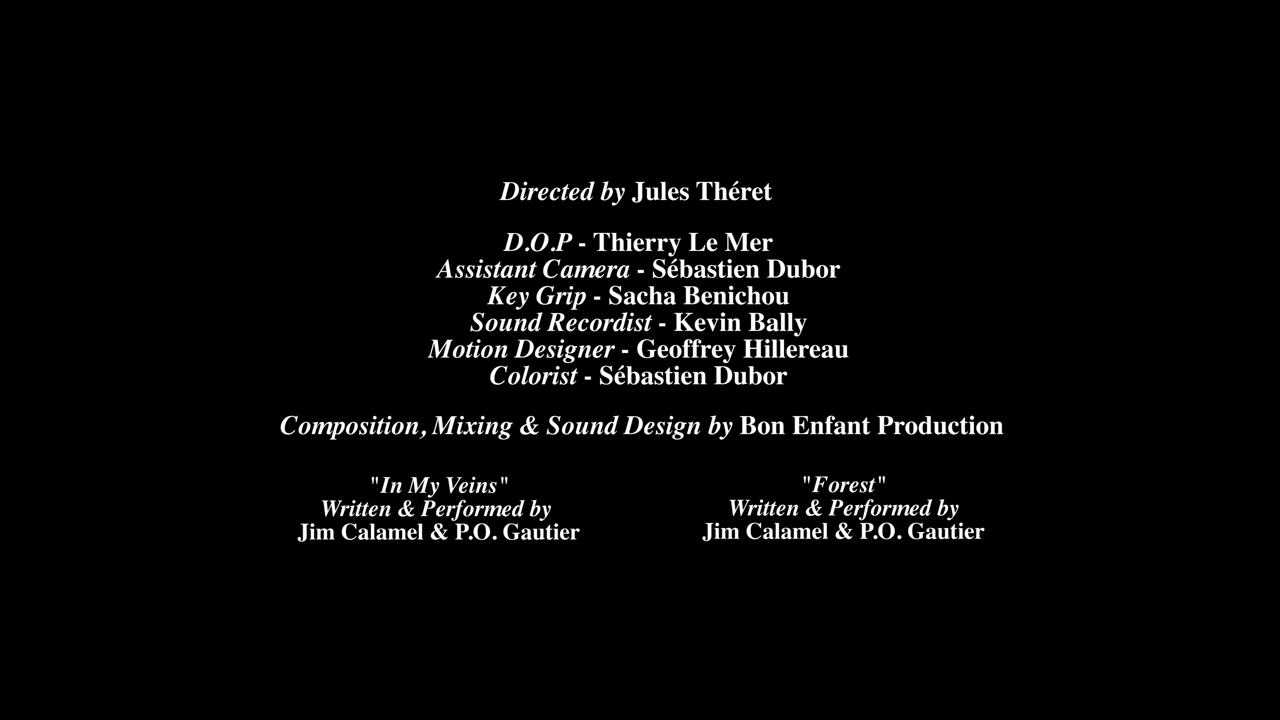 Directed by Jules Théret
D.O.P - Thierry Le Mer
Assistant Camera - Sébastien Dubor
Key Grip - Sacha Benichou
Sound Recordist - Kevin Bally
Motion Designer - Geoffrey Hillereau
Colorist - Sébastien Dubor
Composition, Mixing & Sound Design by Bon Enfant Production
"In My Veins"
Written & Performed by
Jim Calamel & P.O. Gautier
"Forest"
Written & Performed by
Jim Calamel & P.O. Gautier